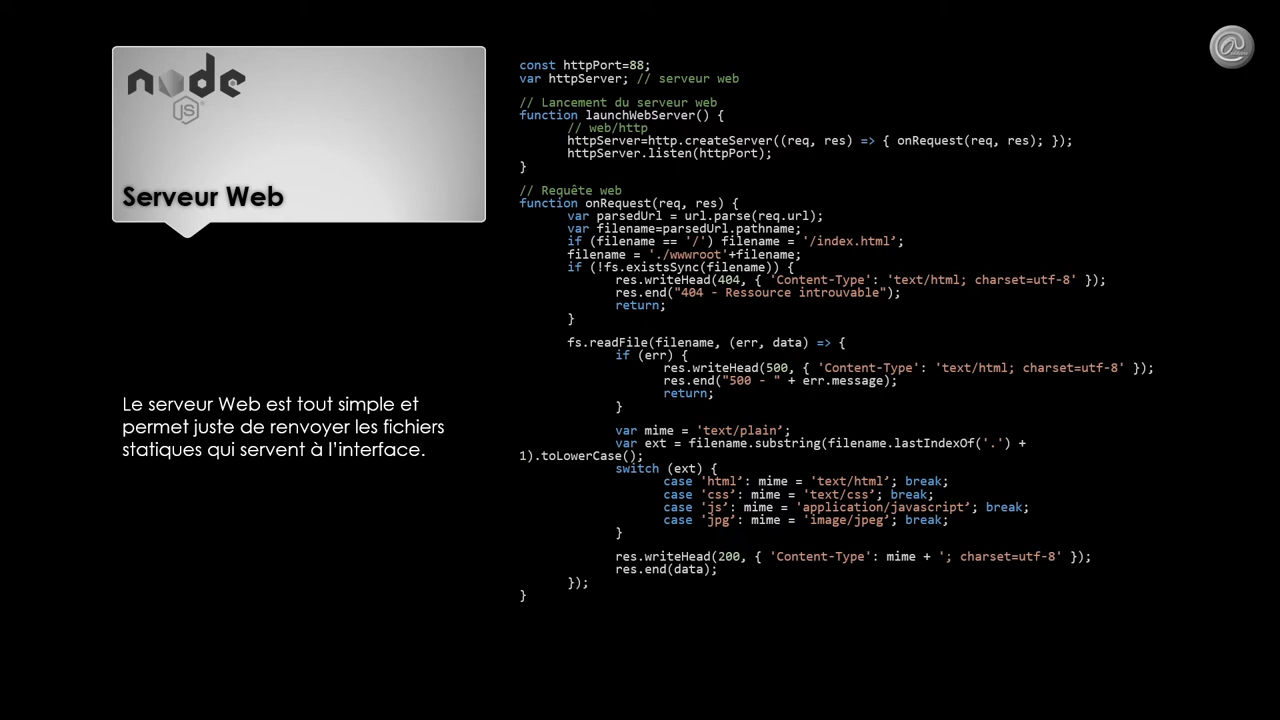 node
JS
Serveur Web
Le serveur Web est tout simple et
permet juste de renvoyer les fichiers
statiques qui servent à l’interface.
const httpPort=88;
var httpServer; // serveur web
// Lancement du serveur web
function launchWebServer() {
// web/http
httpServer=http.createServer((req, res) => { onRequest(req, res); });
httpServer.listen(httpPort);
}
// Requête web
function onRequest(req, res) {
var parsedUrl = url.parse(req.url);
var filename=parsedUrl.pathname;
if (filename == '/') filename = '/index.html’;
filename = './wwwroot'+filename;
if (!fs.existsSync(filename)) {
res.writeHead(404, { 'Content-Type': 'text/html; charset=utf-8' });
res.end("404 - Ressource introuvable");
return;
}
fs.readFile(filename, (err, data) => {
if (err) {
res.writeHead(500, { 'Content-Type': 'text/html; charset=utf-8' });
res.end("500 - " + err.message);
return;
}
var mime = 'text/plain';
var ext = filename.substring(filename.lastIndexOf('.') +
1).toLowerCase();
switch (ext) {
case 'html’: mime = 'text/html’; break;
case 'css’: mime = 'text/css’; break;
case 'js’: mime = 'application/javascript’; break;
case 'jpg’: mime = 'image/jpeg’; break;
}
res.writeHead(200, { 'Content-Type': mime + '; charset=utf-8' });
res.end(data);
});
}